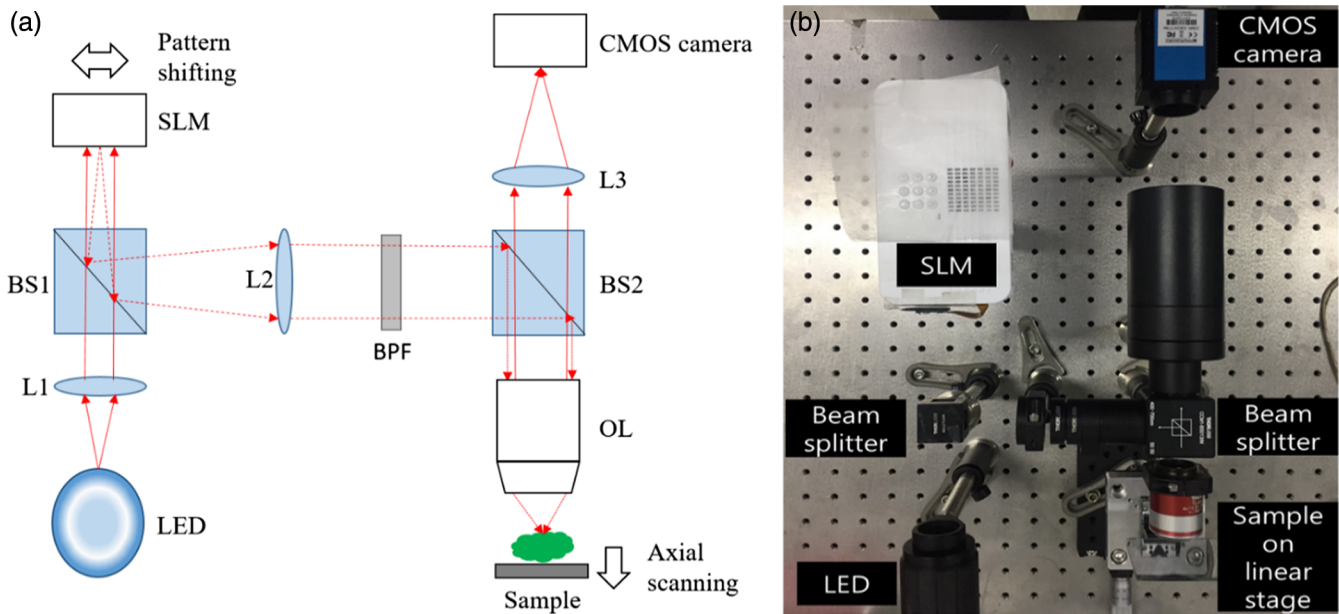 (a)
Pattern
shifting
SLM
CMOS camera
L3
BS1
L2
BPF
BS2
L1
OL
LED
Axial
scanning
Sample
(b)
CMOS
camera
SLM
Beam
splitter
Beam
splitter
LED
Sample
on
linear
stage